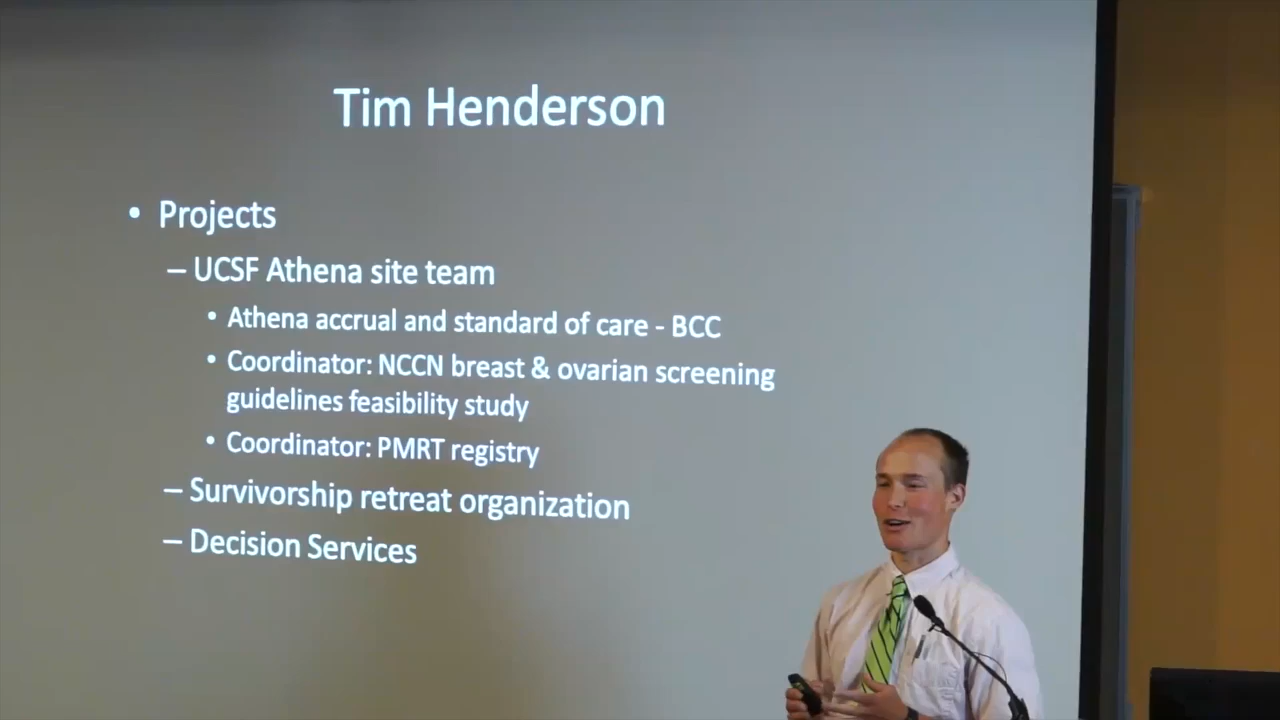 Tim Henderson
• Projects
– UCSF Athena site team
• Athena accrual and standard of care - BCC
• Coordinator: NCCN breast & ovarian screening
guidelines feasibility study
• Coordinator: PMRT registry
– Survivorship retreat organization
– Decision Services